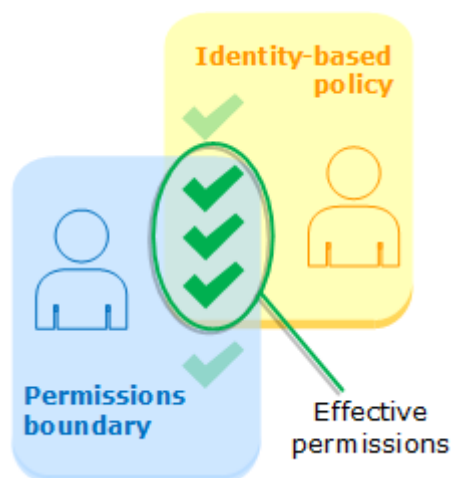 Identity-based
policy
Permissions
boundary
Effective
permissions